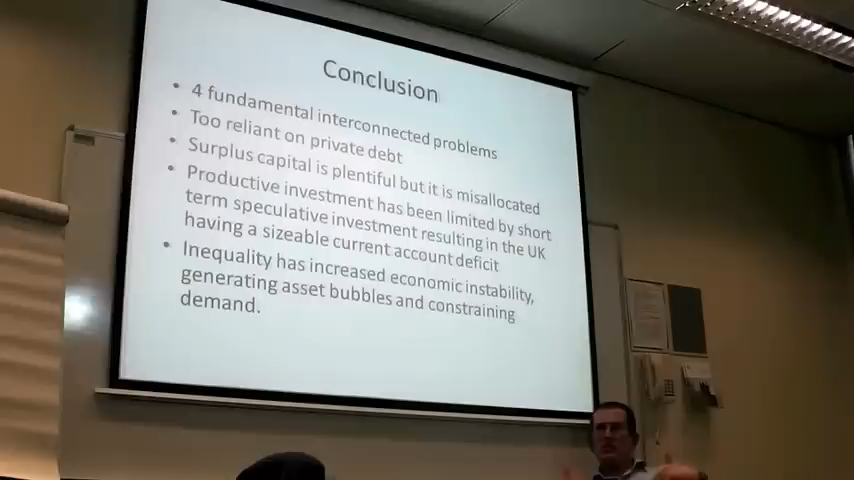 Conclusion
• 4 fundamental interconnected problems
• Too reliant on private debt
• Surplus capital is plentiful but it is misallocated
• Productive investment has been limited by short
term speculative investment resulting in the UK
having a sizeable current account deficit
• Inequality has increased economic instability,
generating asset bubbles and constraining
demand.